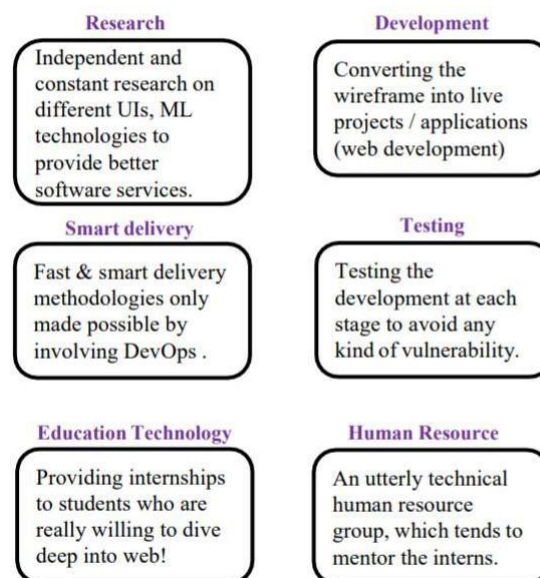 Research
Independent and
constant research on
different UIs, ML
technologies to
provide better
software services.
Development
Converting the
wireframe into live
projects / applications
(web development)
Smart delivery
Fast & smart delivery
methodologies only
made possible by
involving DevOps .
Testing
Testing the
development at each
stage to avoid any
kind of vulnerability.
Education Technology
Providing internships
to students who are
really willing to dive
deep into web!
Human Resource
An utterly technical
human resource
group, which tends to
mentor the interns.